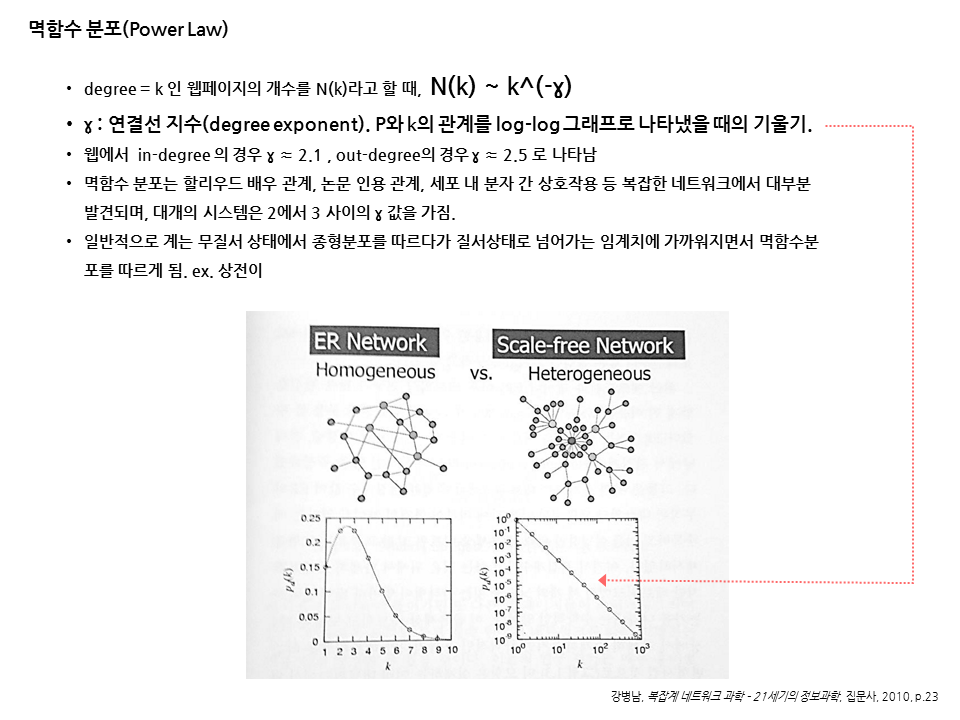 멱함수 분포(Power Law)
• degree = k 인 웹페이지의 개수를 N(k)라고 할 때, N(k) ~ k^(-ɣ)
• ɣ : 연결선 지수(degree exponent). P와 k의 관계를 log-log 그래프로 나타냈을 때의 기울기.
• 웹에서 in-degree 의 경우 ɣ ≈ 2.1 , out-degree의 경우 ɣ ≈ 2.5 로 나타남
• 멱함수 분포는 할리우드 배우 관계, 논문 인용 관계, 세포 내 분자 간 상호작용 등 복잡한 네트워크에서 대부분
발견되며, 대개의 시스템은 2에서 3 사이의 ɣ 값을 가짐.
• 일반적으로 계는 무질서 상태에서 종형분포를 따르다가 질서상태로 넘어가는 임계치에 가까워지면서 멱함수분
포를 따르게 됨. ex. 상전이
ER Network Scale-free Network
Homogeneous vs. Heterogeneous
0.25
0.2
0.15
0.1
0.05
0
P_d(k)
1 2 3 4 5 6 7 8 9 10
k
10^0
10^-1
10^-2
10^-3
10^-4
10^-5
10^-6
10^-7
10^-8
10^-9
P_d(k)
10^0 10^1 10^2 10^3
k
강병남, 복잡계 네트워크 과학 - 21세기의 정보과학, 집문사, 2010, p.23